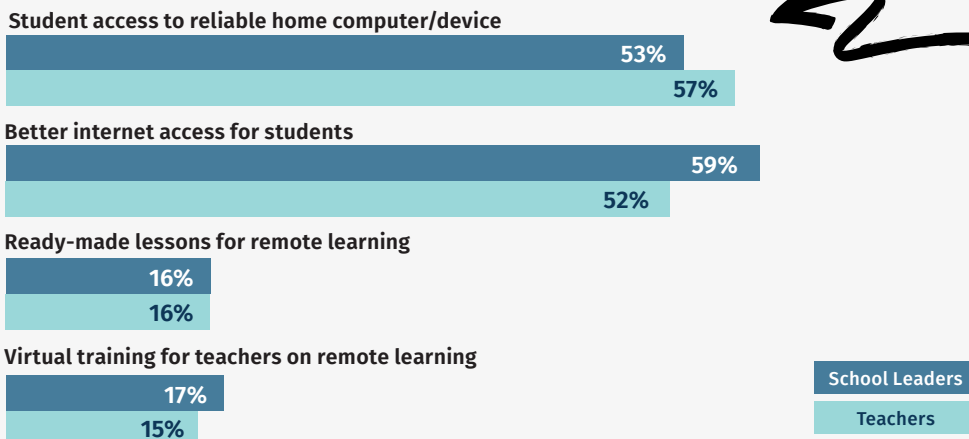 Student access to reliable home computer/device
53%
57%
Better internet access for students
59%
52%
Ready-made lessons for remote learning
16%
16%
Virtual training for teachers on remote learning
17%
15%
School Leaders
Teachers